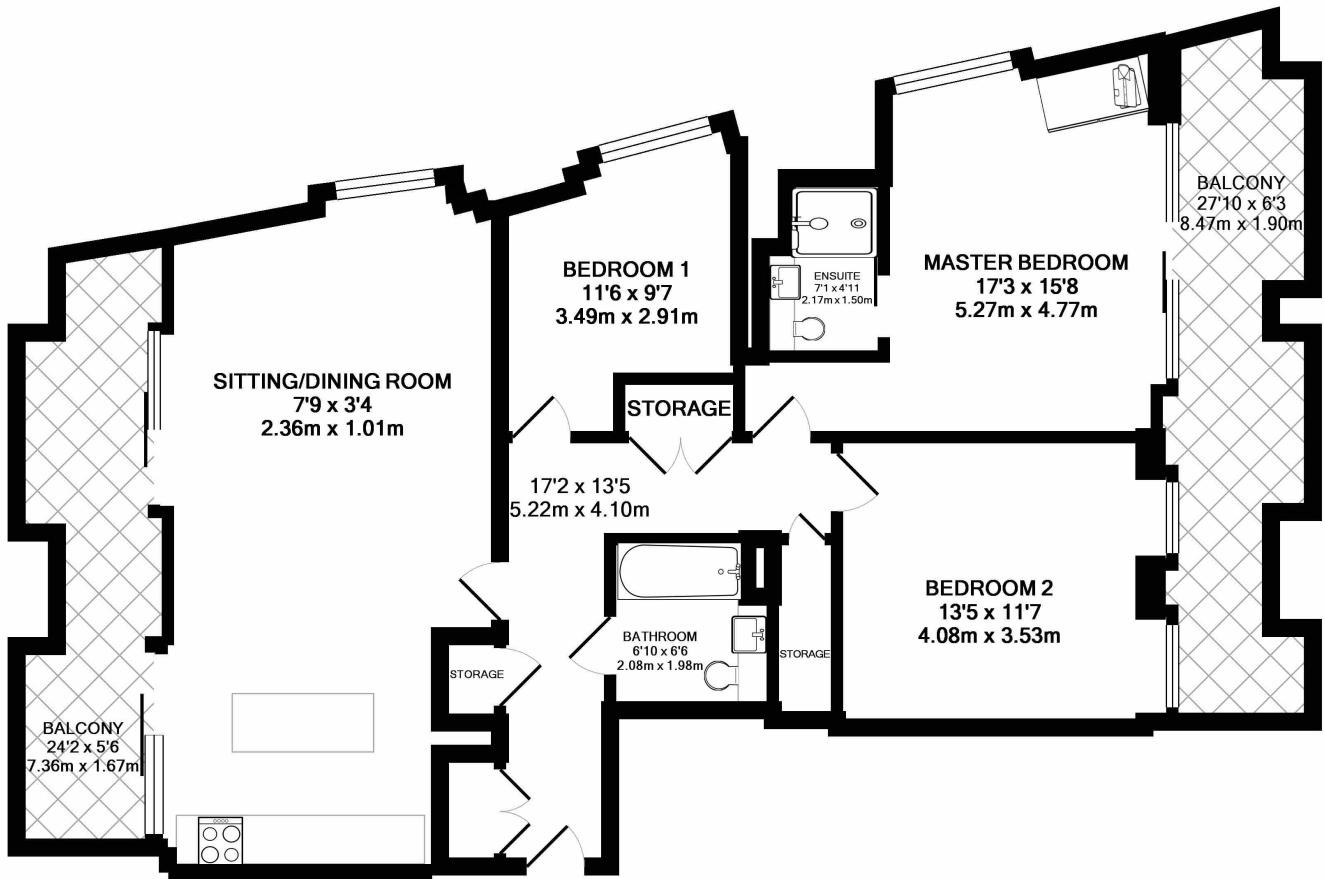 BALCONY
27'10 x 6'3
8.47m x 1.90m
MASTER BEDROOM
17'3 x 15'8
5.27m x 4.77m
ENSUITE
7'1 x 4'11
2.17m x 1.50m
BEDROOM 1
11'6 x 9'7
3.49m x 2.91m
SITTING/DINING ROOM
7'9 x 3'4
2.36m x 1.01m
STORAGE
17'2 x 13'5
5.22m x 4.10m
BEDROOM 2
13'5 x 11'7
4.08m x 3.53m
BATHROOM
6'10 x 6'6
2.08m x 1.98m
STORAGE
STORAGE
BALCONY
24'2 x 5'6
7.36m x 1.67m